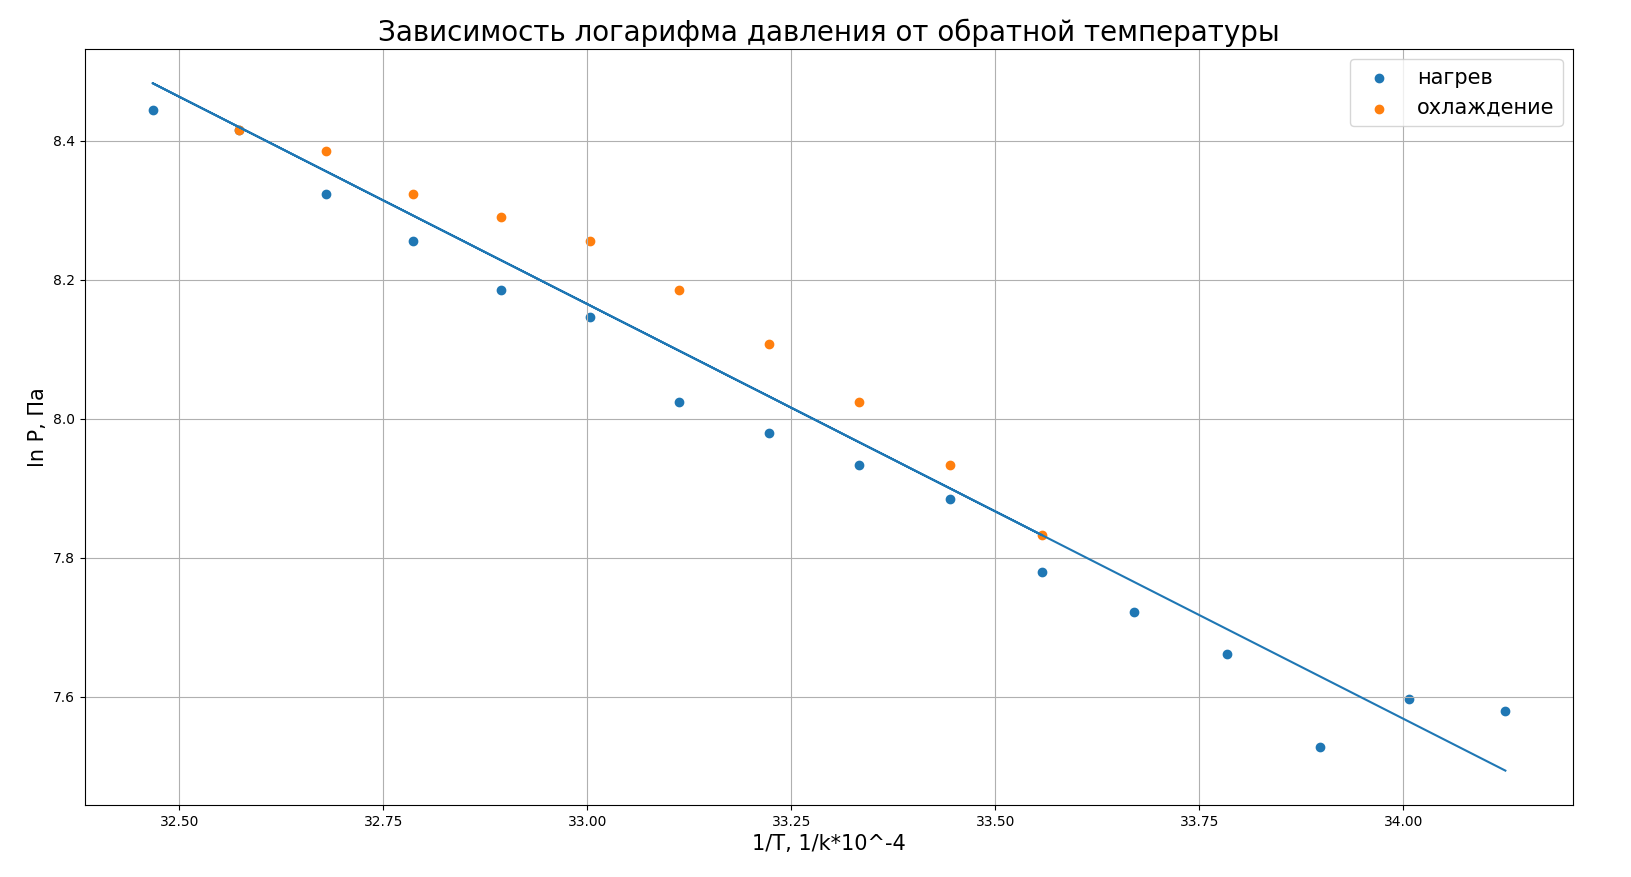 Зависимость логарифма давления от обратной температуры
нагрев
охлаждение
ln P, Па
8.4
8.2
8.0
7.8
7.6
32.50 32.75 33.00 33.25 33.50 33.75 34.00
1/T, 1/k*10^-4